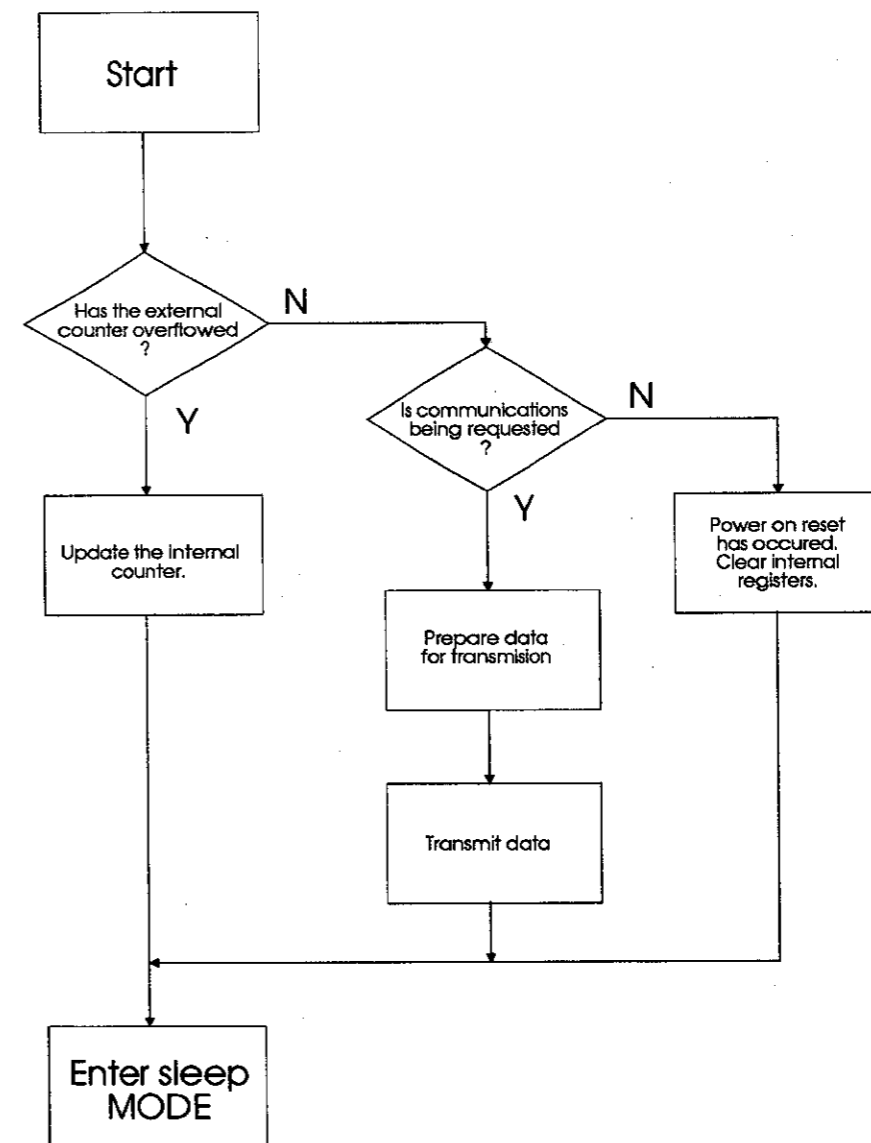 Start
Has the external
counter overflowed
?
N
Y
Is communications
being requested
?
N
Y
Update the internal
counter.
Power on reset
has occured.
Clear internal
registers.
Prepare data
for transmision
Transmit data
Enter sleep
MODE